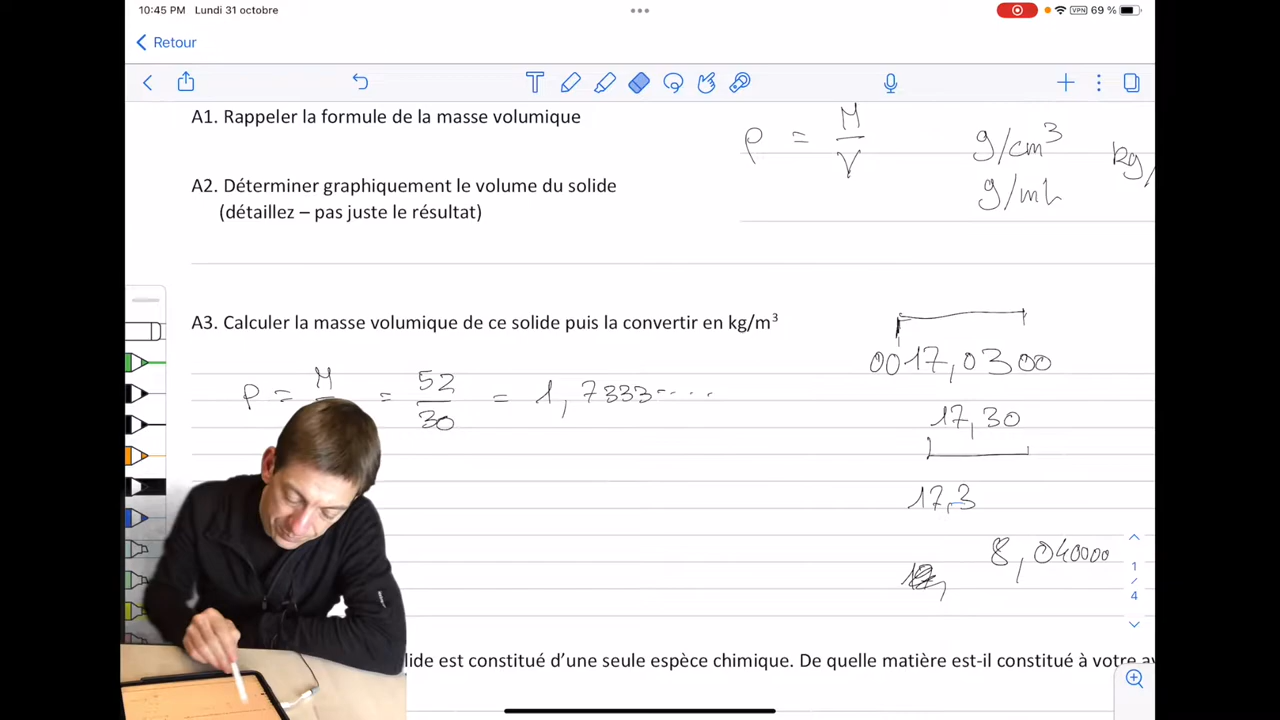 10:45 PM Lundi 31 octobre
VPN 69 %
Retour
A1. Rappeler la formule de la masse volumique
ρ = M / V
g/cm³
g/mL
kg/
A2. Déterminer graphiquement le volume du solide
(détaillez – pas juste le résultat)
A3. Calculer la masse volumique de ce solide puis la convertir en kg/m³
ρ = M = 52 / 30 = 1,7333----
0017,0300
17,30
17,3
8,040000
1
/
4
lide est constitué d'une seule espèce chimique. De quelle matière est-il constitué à votre av